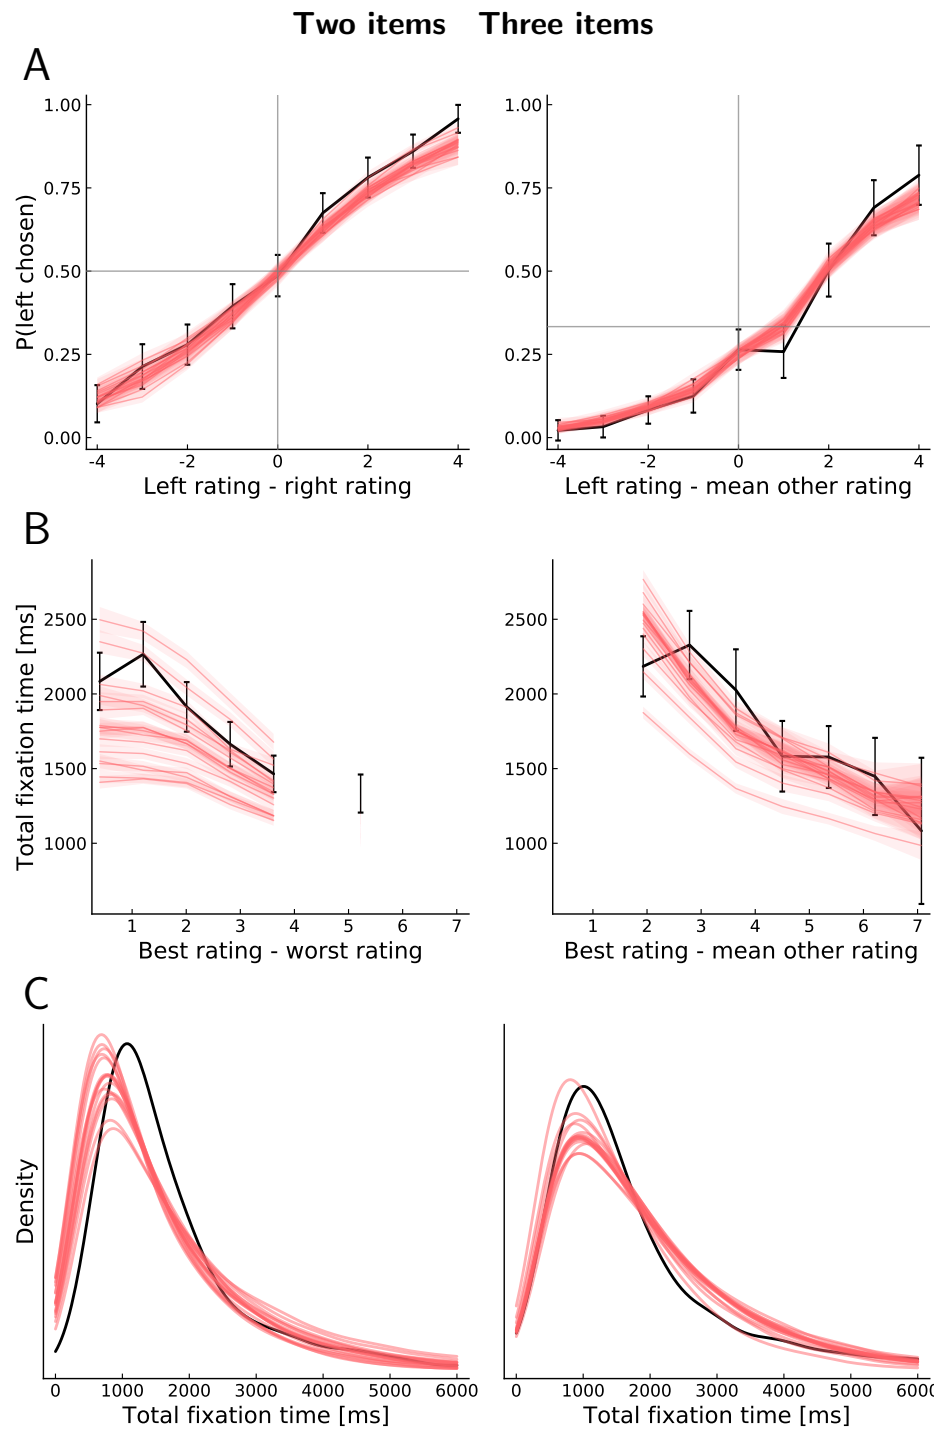 Two items Three items
A
P(left chosen)
1.00
0.75
0.50
0.25
0.00
-4 -2 0 2 4
Left rating - right rating
1.00
0.75
0.50
0.25
0.00
-4 -2 0 2 4
Left rating - mean other rating
B
Total fixation time [ms]
2500
2000
1500
1000
1 2 3 4 5 6 7
Best rating - worst rating
2500
2000
1500
1000
1 2 3 4 5 6 7
Best rating - mean other rating
C
Density
0 1000 2000 3000 4000 5000 6000
Total fixation time [ms]
0 1000 2000 3000 4000 5000 6000
Total fixation time [ms]